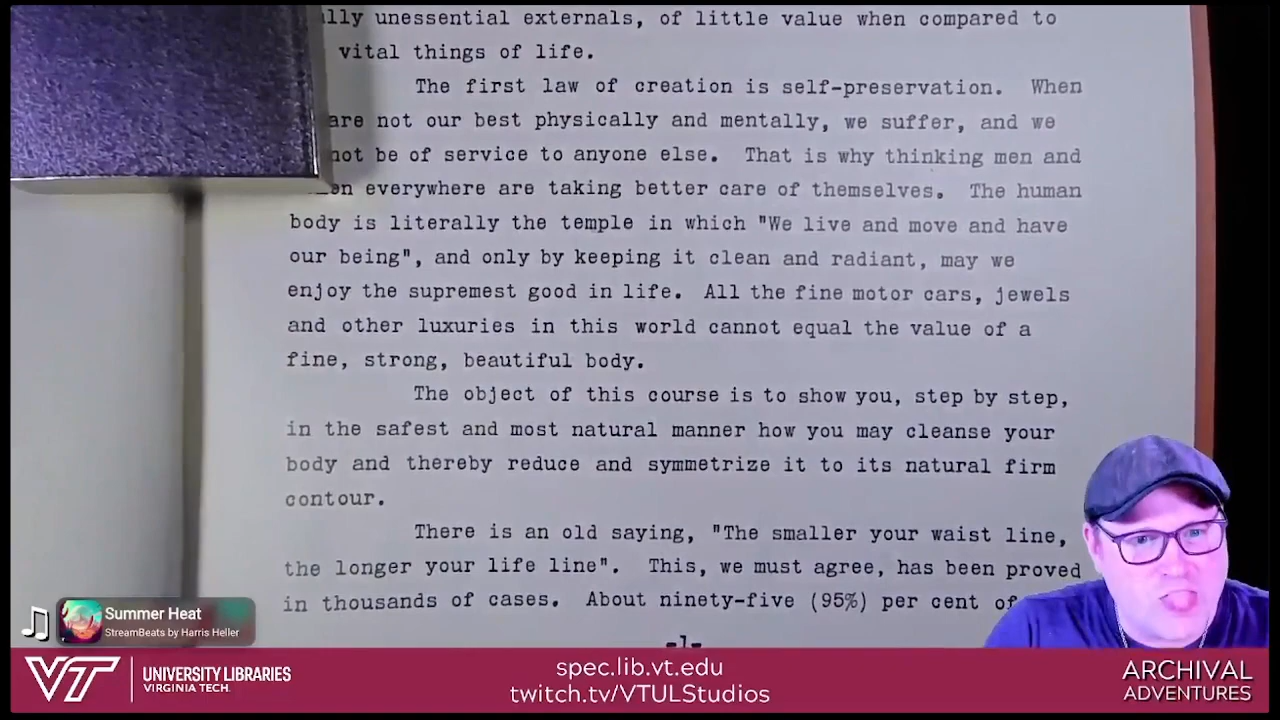 ally unessential externals, of little value when compared to
vital things of life.
The first law of creation is self-preservation. When
are not our best physically and mentally, we suffer, and we
not be of service to anyone else. That is why thinking men and
en everywhere are taking better care of themselves. The human
body is literally the temple in which "We live and move and have
our being", and only by keeping it clean and radiant, may we
enjoy the supremest good in life. All the fine motor cars, jewels
and other luxuries in this world cannot equal the value of a
fine, strong, beautiful body.
The object of this course is to show you, step by step,
in the safest and most natural manner how you may cleanse your
body and thereby reduce and symmetrize it to its natural firm
contour.
There is an old saying, "The smaller your waist line,
the longer your life line". This, we must agree, has been proved
in thousands of cases. About ninety-five (95%) per cent of
-1-
Summer Heat
StreamBeats by Harris Heller
VT UNIVERSITY LIBRARIES
VIRGINIA TECH.
spec.lib.vt.edu
twitch.tv/VTULStudios
ARCHIVAL
ADVENTURES